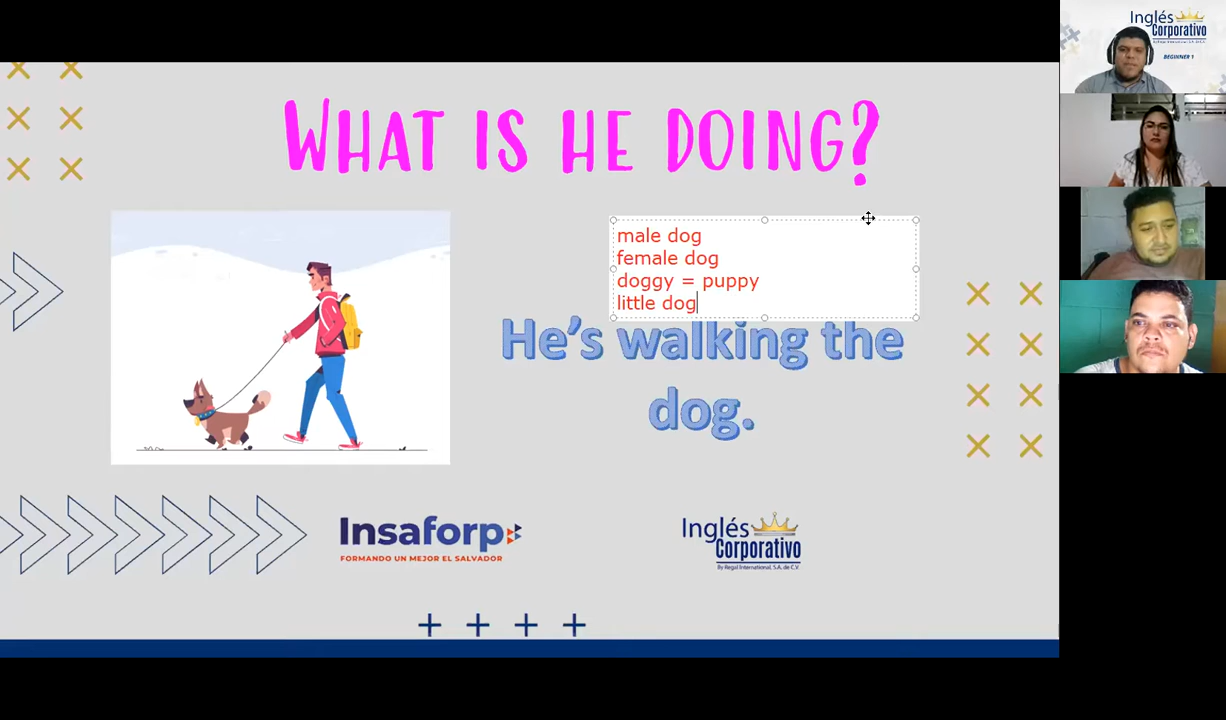 WHAT IS HE DOING?
male dog
female dog
doggy = puppy
little dog
He's walking the
dog.
Insaforp
FORMANDO UN MEJOR EL SALVADOR
Inglés
Corporativo
By Regal International, S.A. de C.V.
Inglés
Corporativo
BEGINNER 1